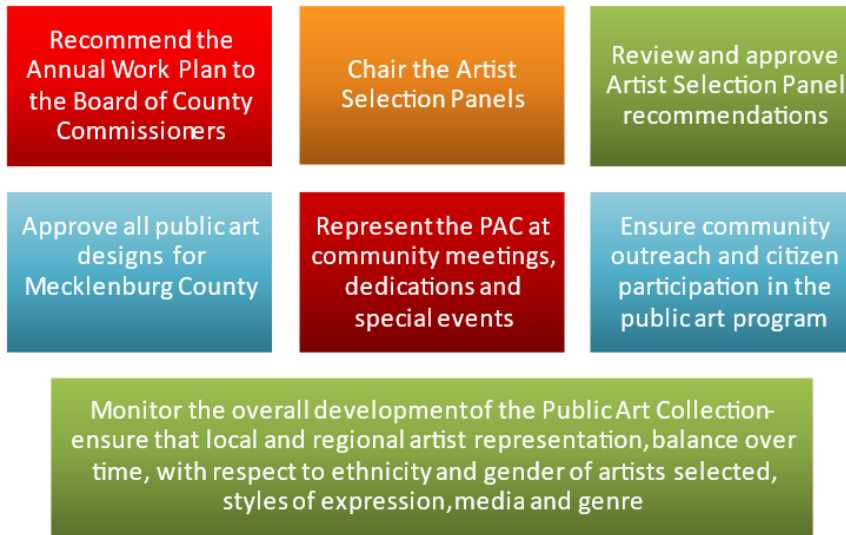 Recommend the
Annual Work Plan to
the Board of County
Commissioners
Chair the Artist
Selection Panels
Review and approve
Artist Selection Panel
recommendations
Approve all public art
designs for
Mecklenburg County
Represent the PAC at
community meetings,
dedications and
special events
Ensure community
outreach and citizen
participation in the
public art program
Monitor the overall development of the Public Art Collection-
ensure that local and regional artist representation, balance over
time, with respect to ethnicity and gender of artists selected,
styles of expression, media and genre